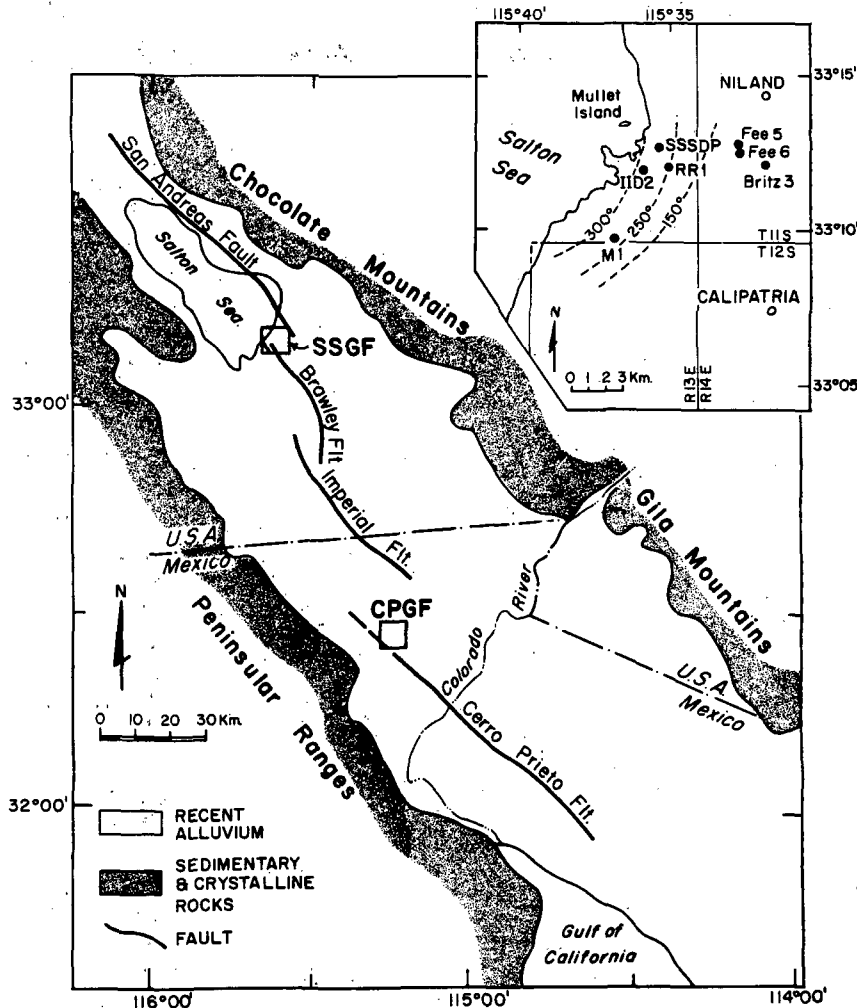 115°40'
115°35'
33°15'
NILAND
Mullet
Island
Fee 5
SSSDP
Fee 6
Salton
Sea
IID2
RR1
Britz 3
300°
250°
150°
33°10'
T11S
T12S
M1
CALIPATRIA
N
0 1 2 3 Km.
R13E
R14E
33°05'
San Andreas Fault
Chocolate Mountains
Salton
Sea
SSGF
33°00'
Brawley Flt.
Imperial Flt.
Gila Mountains
U.S.A.
Mexico
N
CPGF
Colorado River
U.S.A.
Mexico
Peninsular Ranges
0 10 20 30 Km.
Cerro Prieto Flt.
32°00'
RECENT
ALLUVIUM
SEDIMENTARY
& CRYSTALLINE
ROCKS
FAULT
Gulf of
California
116°00'
115°00'
114°00'